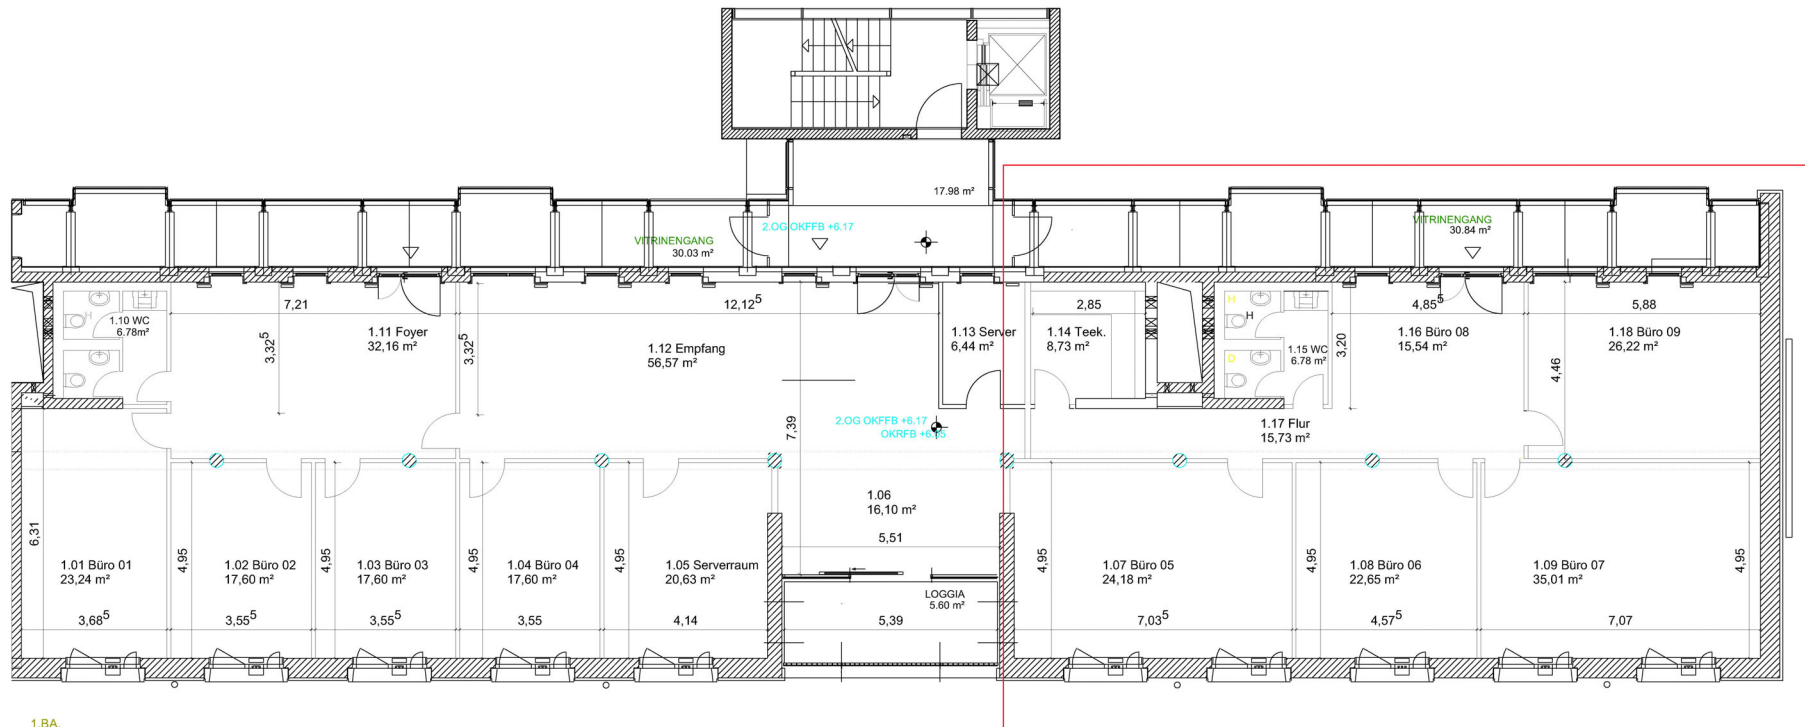 17.98 m²
2.OG OKFFB +6.17
VITRINENGANG
30.03 m²
VITRINENGANG
30.84 m²
7,21
12,12⁵
2,85
4,85⁵
5,88
H
1.10 WC
6.78m²
3,32⁵
1.11 Foyer
32,16 m²
3,32⁵
1.12 Empfang
56,57 m²
1.13 Server
6,44 m²
1.14 Teek.
8,73 m²
H
H
D
1.15 WC
6.78 m²
3,20
1.16 Büro 08
15,54 m²
4,46
1.18 Büro 09
26,22 m²
7,39
2.OG OKFFB +6.17
1.17 Flur
15,73 m²
6,31
4,95
4,95
4,95
4,95
1.06
16,10 m²
5,51
4,95
4,95
4,95
1.01 Büro 01
23,24 m²
1.02 Büro 02
17,60 m²
1.03 Büro 03
17,60 m²
1.04 Büro 04
17,60 m²
1.05 Serverraum
20,63 m²
LOGGIA
5.60 m²
1.07 Büro 05
24,18 m²
1.08 Büro 06
22,65 m²
1.09 Büro 07
35,01 m²
3,68⁵
3,55⁵
3,55⁵
3,55
4,14
5,39
7,03⁵
4,57⁵
7,07
1.BA.